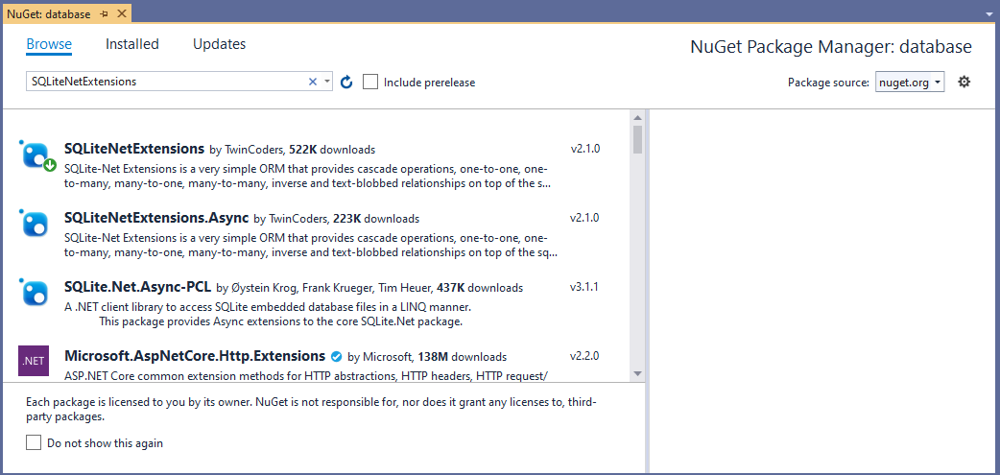 NuGet: database
Browse Installed Updates
NuGet Package Manager: database
SQLiteNetExtensions
Include prerelease
Package source: nuget.org
SQLiteNetExtensions by TwinCoders, 522K downloads v2.1.0
SQLite-Net Extensions is a very simple ORM that provides cascade operations, one-to-one, one-
to-many, many-to-one, many-to-many, inverse and text-blobbed relationships on top of the s...
SQLiteNetExtensions.Async by TwinCoders, 223K downloads v2.1.0
SQLite-Net Extensions is a very simple ORM that provides cascade operations, one-to-one, one-
to-many, many-to-one, many-to-many, inverse and text-blobbed relationships on top of the sq...
SQLite.Net.Async-PCL by Øystein Krog, Frank Krueger, Tim Heuer, 437K downloads v3.1.1
A .NET client library to access SQLite embedded database files in a LINQ manner.
This package provides Async extensions to the core SQLite.Net package.
.NET
Microsoft.AspNetCore.Http.Extensions by Microsoft, 138M downloads v2.2.0
ASP.NET Core common extension methods for HTTP abstractions, HTTP headers, HTTP request/
Each package is licensed to you by its owner. NuGet is not responsible for, nor does it grant any licenses to, third-
party packages.
Do not show this again